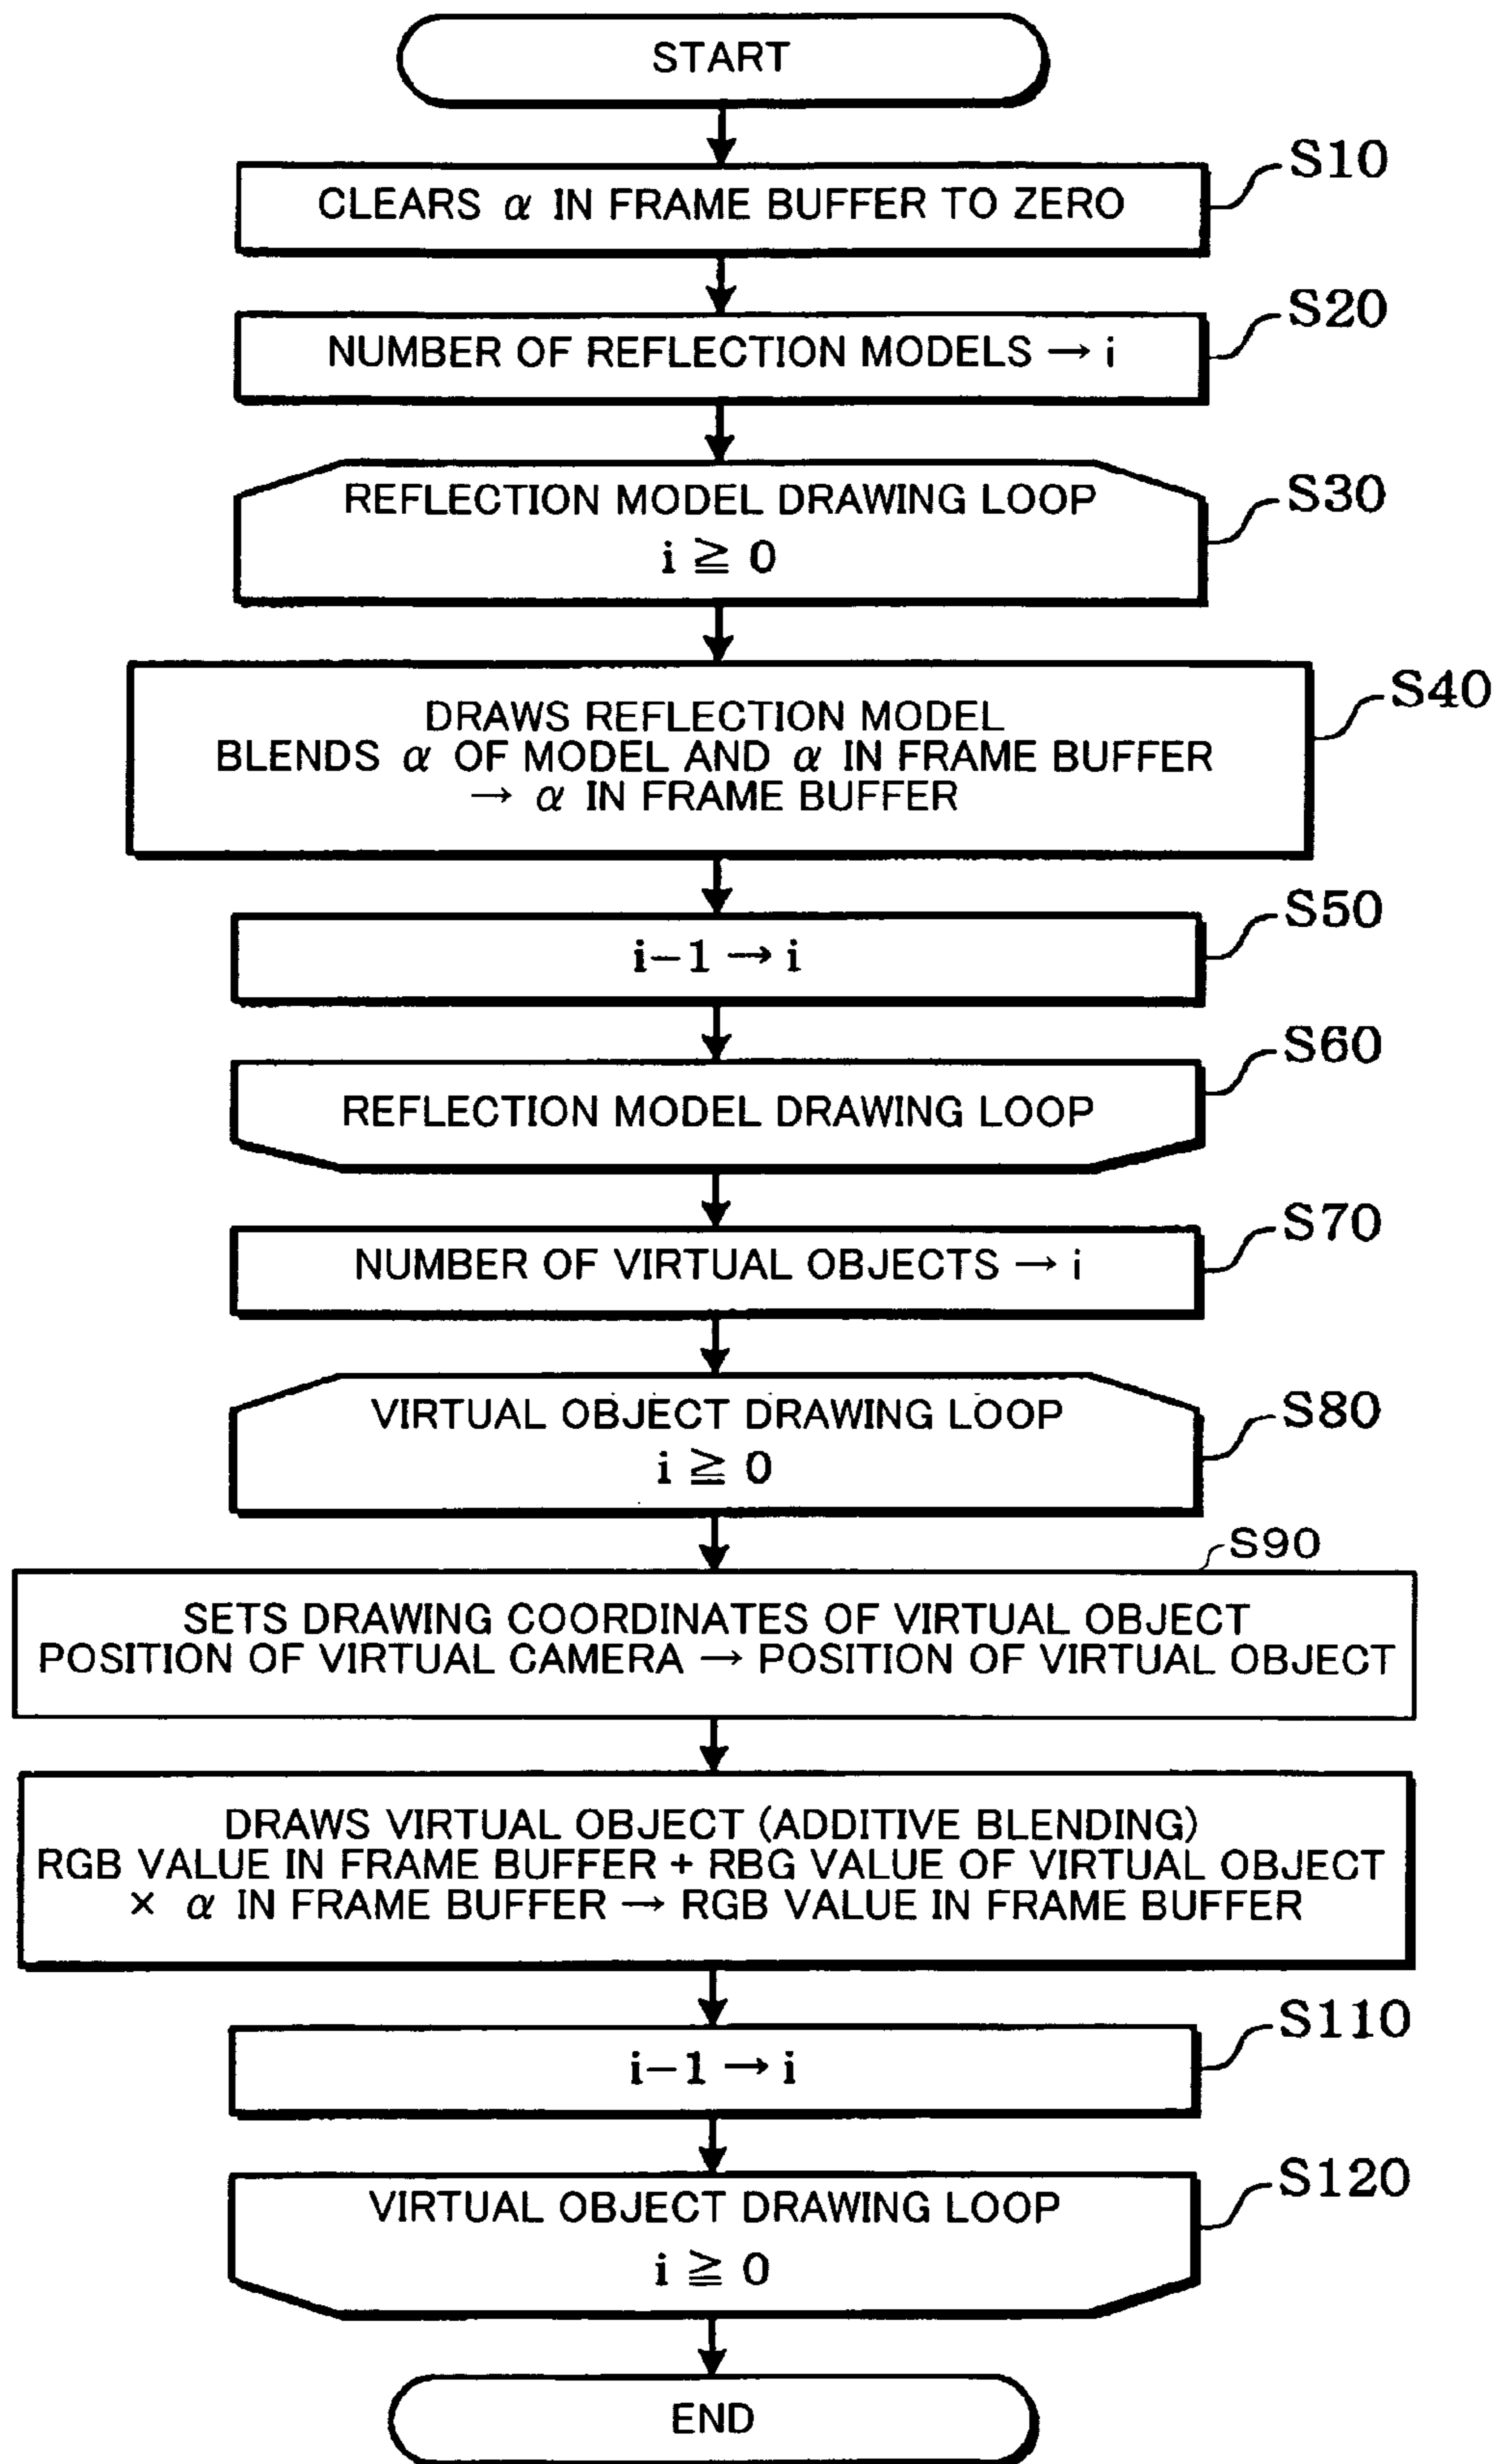 START
CLEARS α IN FRAME BUFFER TO ZERO
S10
NUMBER OF REFLECTION MODELS → i
S20
REFLECTION MODEL DRAWING LOOP
i ≧ 0
S30
DRAWS REFLECTION MODEL
BLENDS α OF MODEL AND α IN FRAME BUFFER
→ α IN FRAME BUFFER
S40
i-1 → i
S50
REFLECTION MODEL DRAWING LOOP
S60
NUMBER OF VIRTUAL OBJECTS → i
S70
VIRTUAL OBJECT DRAWING LOOP
i ≧ 0
S80
S90
SETS DRAWING COORDINATES OF VIRTUAL OBJECT
POSITION OF VIRTUAL CAMERA → POSITION OF VIRTUAL OBJECT
DRAWS VIRTUAL OBJECT (ADDITIVE BLENDING)
RGB VALUE IN FRAME BUFFER + RBG VALUE OF VIRTUAL OBJECT
× α IN FRAME BUFFER → RGB VALUE IN FRAME BUFFER
i-1 → i
S110
VIRTUAL OBJECT DRAWING LOOP
i ≧ 0
S120
END